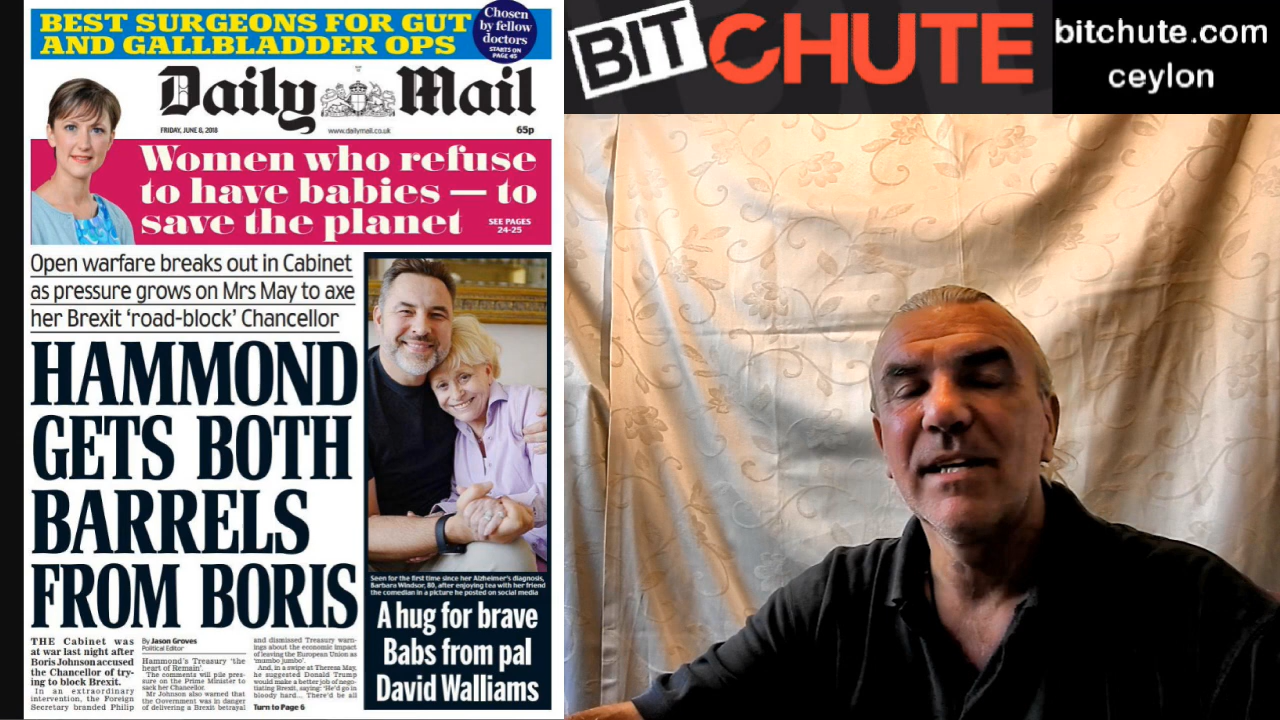 BEST SURGEONS FOR GUT
AND GALLBLADDER OPS
Chosen
by fellow
doctors
STARTS ON
PAGE 45
Daily Mail
FRIDAY, JUNE 8, 2018
www.dailymail.co.uk
65p
Women who refuse
to have babies — to
save the planet
SEE PAGES
24-25
Open warfare breaks out in Cabinet
as pressure grows on Mrs May to axe
her Brexit ‘road-block’ Chancellor
HAMMOND
GETS BOTH
BARRELS
FROM BORIS
THE Cabinet was
at war last night after
Boris Johnson accused
the Chancellor of try-
ing to block Brexit.
In an extraordinary
intervention, the Foreign
Secretary branded Philip
By Jason Groves
Political Editor
Hammond's Treasury ‘the
heart of Remain’.
The comments will pile pres-
sure on the Prime Minister to
sack her Chancellor.
Mr Johnson also warned that
the Government was in danger
of delivering a Brexit betrayal
and dismissed Treasury warn-
ings about the economic impact
of leaving the European Union as
‘mumbo jumbo’.
And, in a swipe at Theresa May,
he suggested Donald Trump
would make a better job of nego-
tiating Brexit, saying: ‘He'd go in
bloody hard... There'd be all
Turn to Page 6
Seen for the first time since her Alzheimer's diagnosis,
Barbara Windsor, 80, after enjoying tea with her friend
the comedian in a picture he posted on social media
A hug for brave
Babs from pal
David Walliams
BITCHUTE
bitchute.com
ceylon